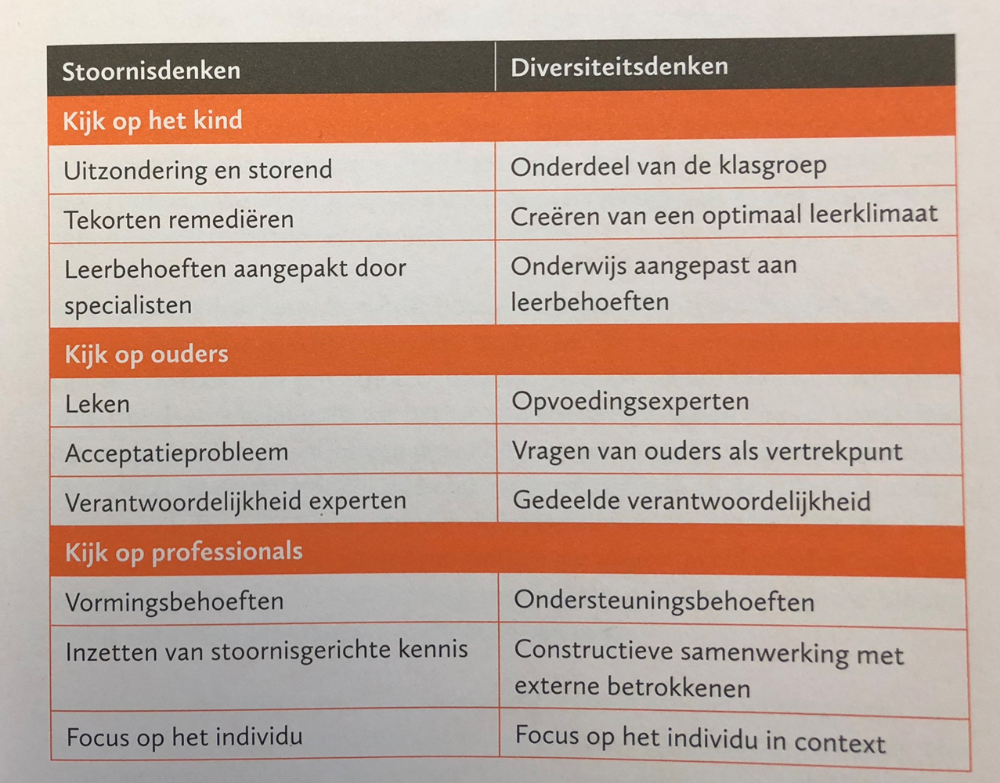 Stoornisdenken Diversiteitsdenken
Kijk op het kind
Uitzondering en storend Onderdeel van de klasgroep
Tekorten remediëren Creëren van een optimaal leerklimaat
Leerbehoeften aangepakt door Onderwijs aangepast aan
specialisten leerbehoeften
Kijk op ouders
Leken Opvoedingsexperten
Acceptatieprobleem Vragen van ouders als vertrekpunt
Verantwoordelijkheid experten Gedeelde verantwoordelijkheid
Kijk op professionals
Vormingsbehoeften Ondersteuningsbehoeften
Inzetten van stoornisgerichte kennis Constructieve samenwerking met
externe betrokkenen
Focus op het individu Focus op het individu in context